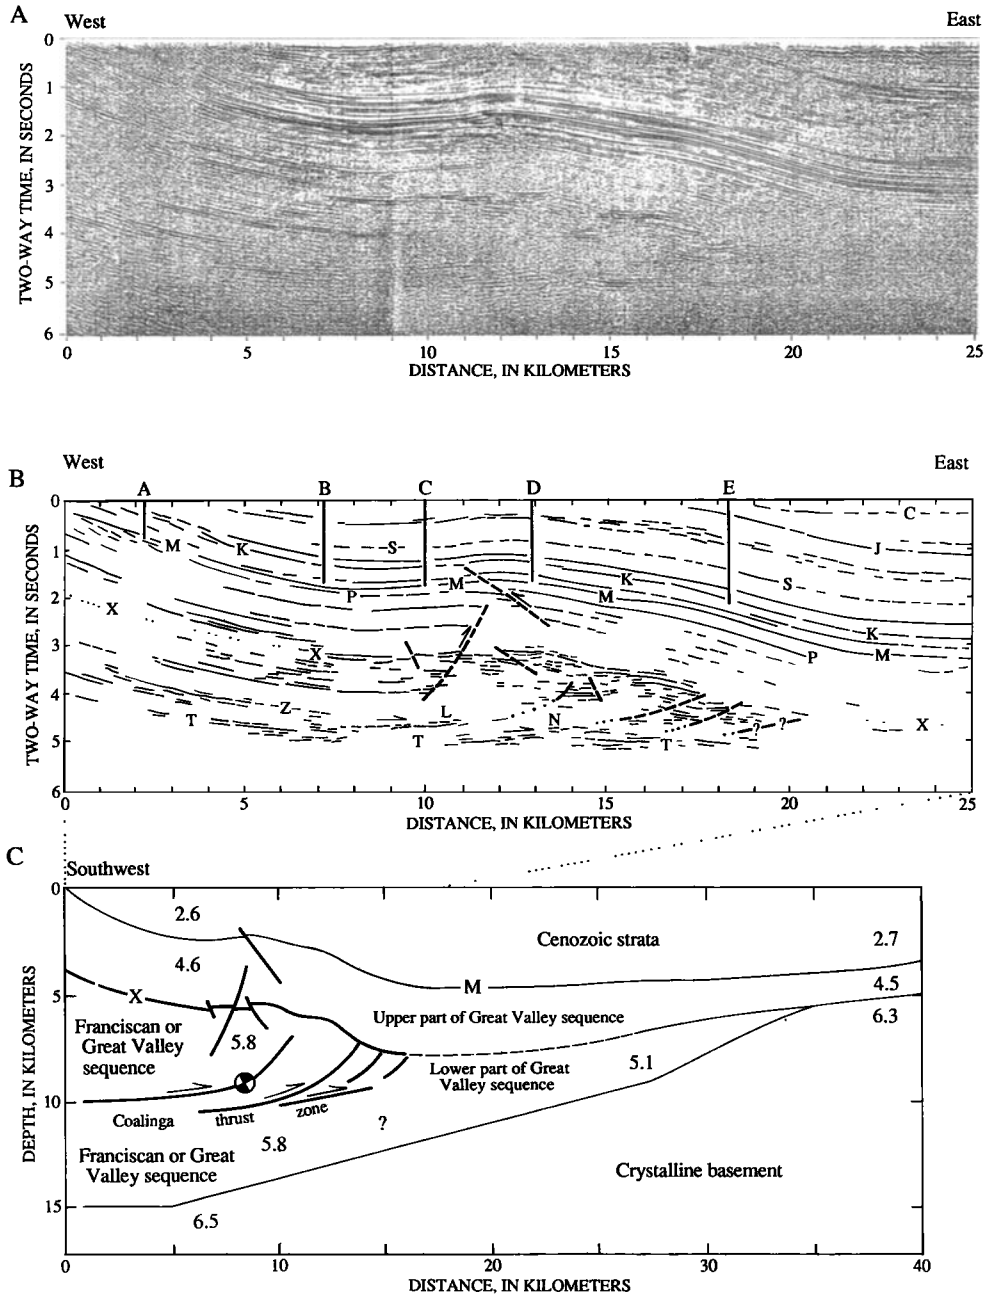 A
West East
0
1
2
3
4
5
6
TWO-WAY TIME, IN SECONDS
0 5 10 15 20 25
DISTANCE, IN KILOMETERS
B
West East
A B C D E
0
1
2
3
4
5
6
TWO-WAY TIME, IN SECONDS
C
M K S J
K S
P M M
X K
X P M
Z L N X
T T T ? ?
0 5 10 15 20 25
DISTANCE, IN KILOMETERS
C
Southwest
0
5
10
15
DEPTH, IN KILOMETERS
2.6
Cenozoic strata 2.7
4.6
M 4.5
X
Upper part of Great Valley sequence 6.3
Franciscan or
Great Valley
sequence
5.8
Lower part of Great
Valley sequence
5.1
Coalinga thrust zone
?
5.8
Franciscan or Great
Valley sequence
Crystalline basement
6.5
0 10 20 30 40
DISTANCE, IN KILOMETERS